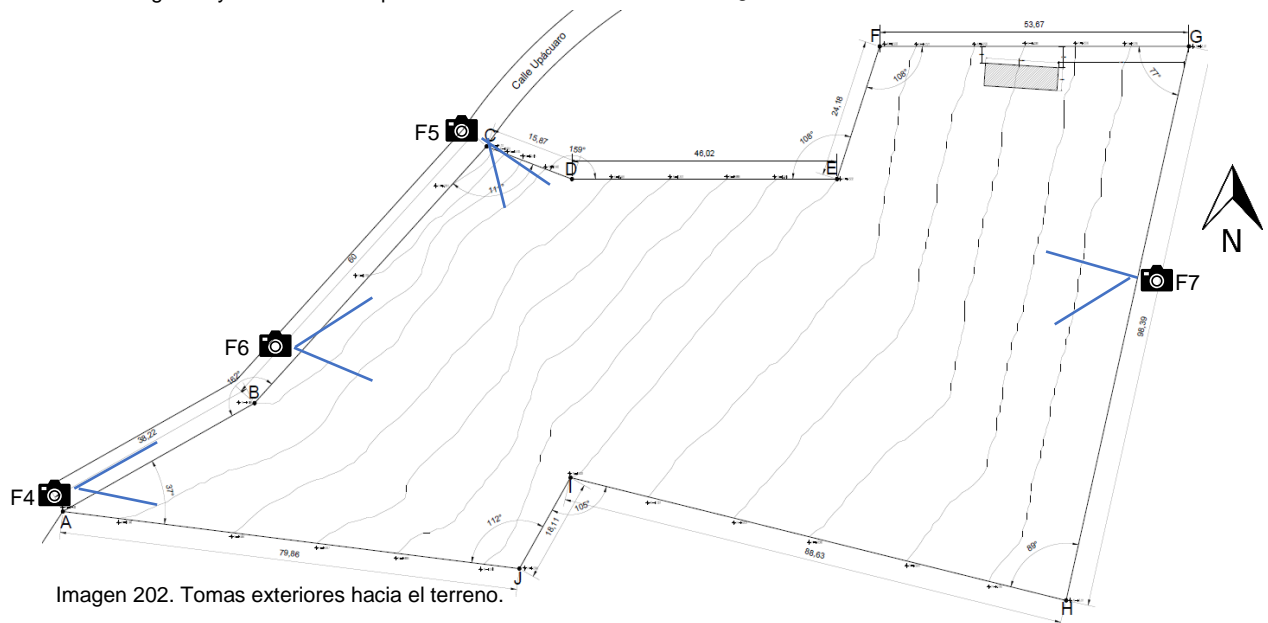 53,67
F
G
Calle Upácuaro
108°
77°
24,18
F5
C
15,87
159°
D
46,02
108°
E
N
F7
60
98,39
F6
162°
B
38,22
F4
37°
A
I
105°
112°
18,11
89°
79,86
68,63
J
H
Imagen 202. Tomas exteriores hacia el terreno.